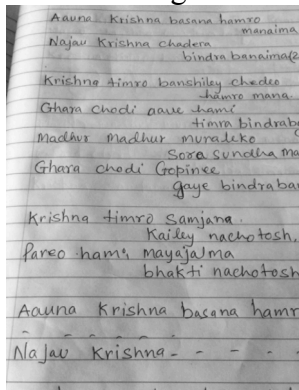 Aauna Krishna basana hamro
manaima
Najau Krishna chadera
bindra banaima(2
Krishna timro banshiley chedeo
hamro mana.
Ghara chodi aaue hami
timra bindrab
Madhur Madhur muraleko
Sora sundha ma
Ghara chodi Gopinee
gaye bindraban
Krishna timro Samjana.
Kailey nachotosh.
Pareo hami mayajalma
bhakti nachotosh
Aauna Krishna basana hamr
Najau Krishna - - - -